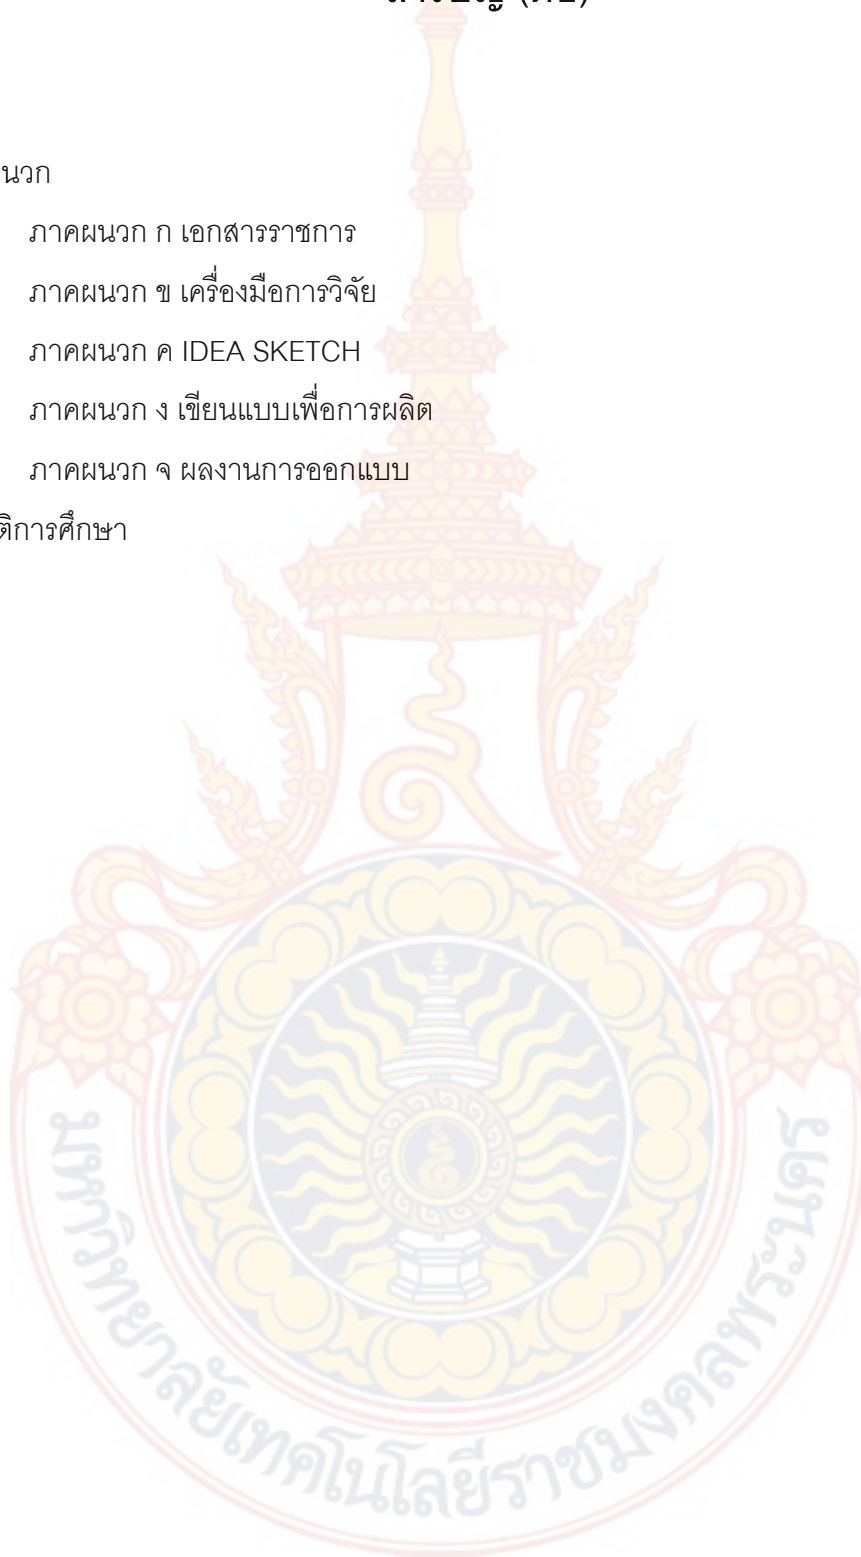 นวก
ภาคผนวก ก เอกสารราชการ
ภาคผนวก ข เครื่องมือการวิจัย
ภาคผนวก ค IDEA SKETCH
ภาคผนวก ง เขียนแบบเพื่อการผลิต
ภาคผนวก จ ผลงานการออกแบบ
ติการศึกษา
มหาวิทยาลัยเทคโนโลยีราชมงคลพระนคร